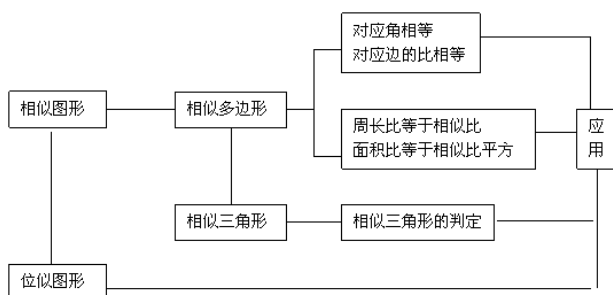 对应角相等
对应边的比相等
相似图形
相似多边形
周长比等于相似比
面积比等于相似比平方
应
用
相似三角形
相似三角形的判定
位似图形